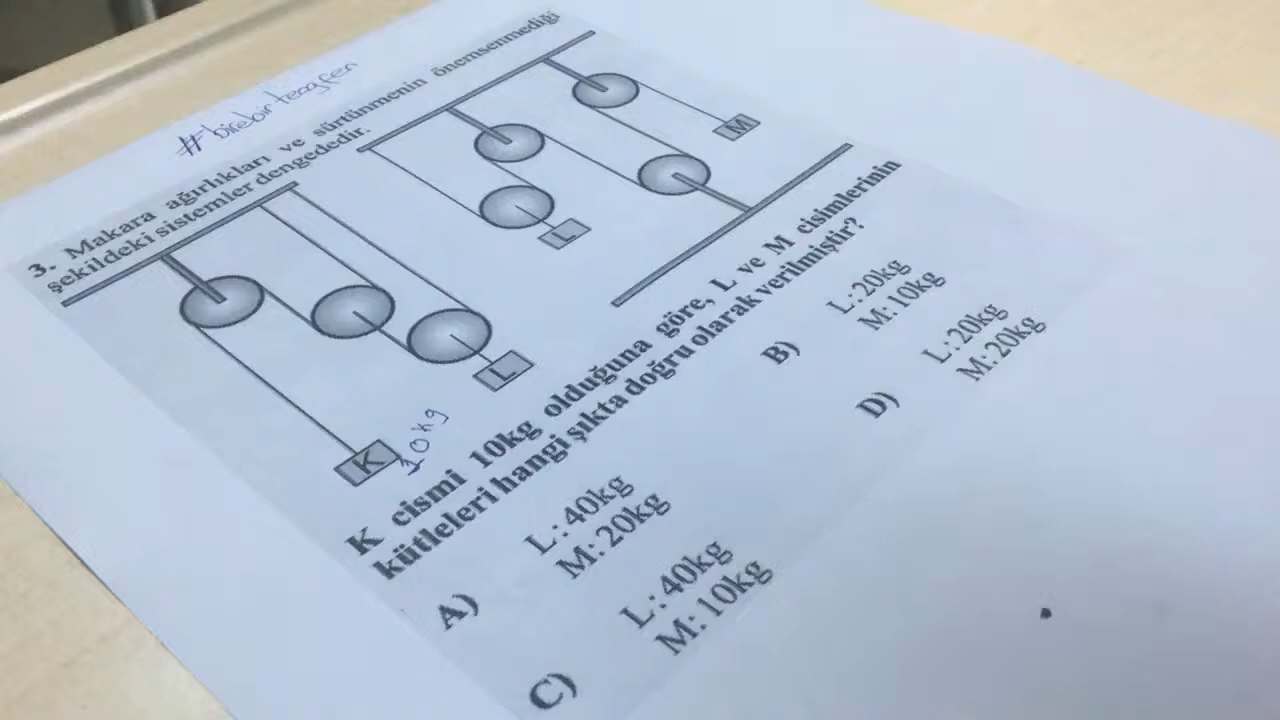 #birebirteogfen
3. Makara ağırlıkları ve sürtünmenin önemsenmediği
şekildeki sistemler dengededir.
M
L
L
K
10kg
K cismi 10kg olduğuna göre, L ve M cisimlerinin
kütleleri hangi şıkta doğru olarak verilmiştir?
A) L: 40kg
M: 20kg
B) L: 20kg
M: 10kg
C) L: 40kg
M: 10kg
D) L: 20kg
M: 20kg